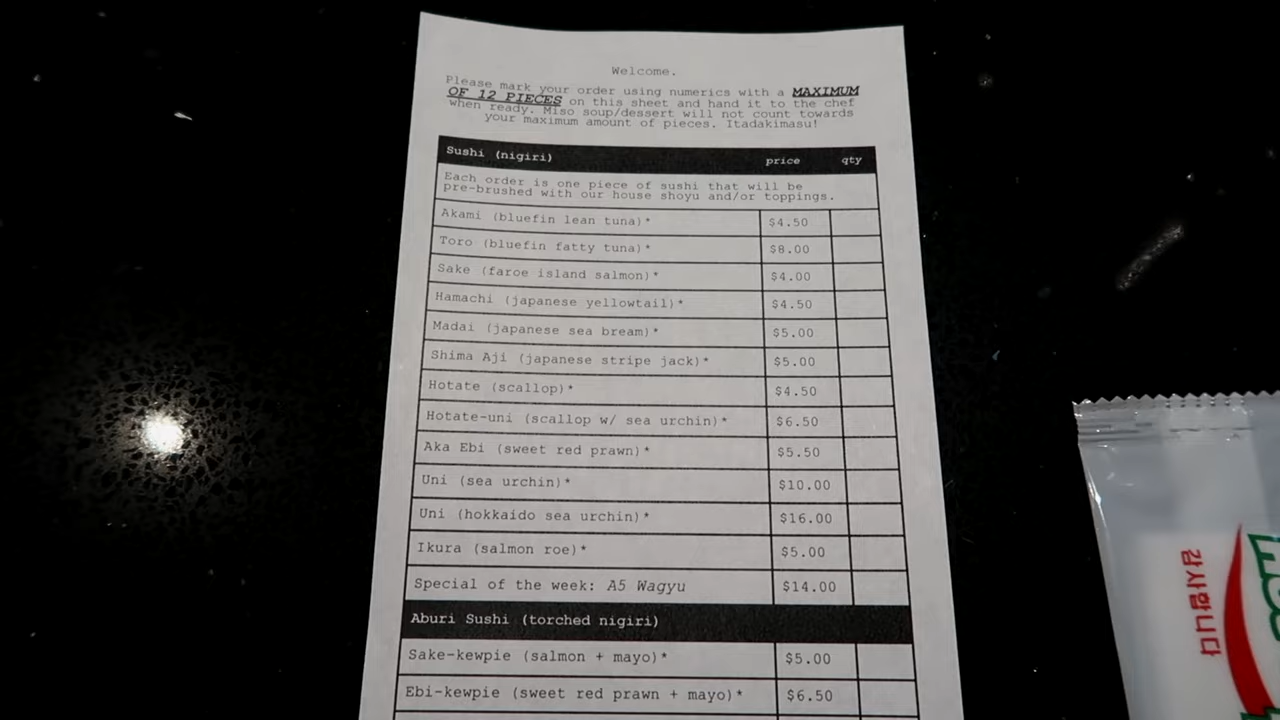 Welcome.
Please mark your order using numerics with a MAXIMUM
OF 12 PIECES on this sheet and hand it to the chef
when ready. Miso soup/dessert will not count towards
your maximum amount of pieces. Itadakimasu!
Sushi (nigiri) price qty
Each order is one piece of sushi that will be
pre-brushed with our house shoyu and/or toppings.
Akami (bluefin lean tuna)* $4.50
Toro (bluefin fatty tuna)* $8.00
Sake (faroe island salmon)* $4.00
Hamachi (japanese yellowtail)* $4.50
Madai (japanese sea bream)* $5.00
Shima Aji (japanese stripe jack)* $5.00
Hotate (scallop)* $4.50
Hotate-uni (scallop w/ sea urchin)* $6.50
Aka Ebi (sweet red prawn)* $5.50
Uni (sea urchin)* $10.00
Uni (hokkaido sea urchin)* $16.00
Ikura (salmon roe)* $5.00
Special of the week: A5 Wagyu $14.00
Aburi Sushi (torched nigiri)
Sake-kewpie (salmon + mayo)* $5.00
Ebi-kewpie (sweet red prawn + mayo)* $6.50